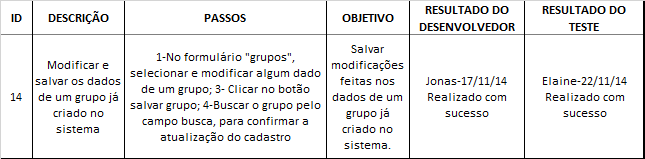 ID DESCRIÇÃO PASSOS OBJETIVO RESULTADO DO DESENVOLVEDOR RESULTADO DO TESTE
14
Modificar e
salvar os dados
de um grupo já
criado no
sistema
1-No formulário "grupos",
selecionar e modificar algum dado
de um grupo; 3- Clicar no botão
salvar grupo; 4-Buscar o grupo pelo
campo busca, para confirmar a
atualização do cadastro
Salvar
modificações
feitas nos
dados de um
grupo já
criado no
sistema.
Jonas-17/11/14
Realizado com
sucesso
Elaine-22/11/14
Realizado com
sucesso